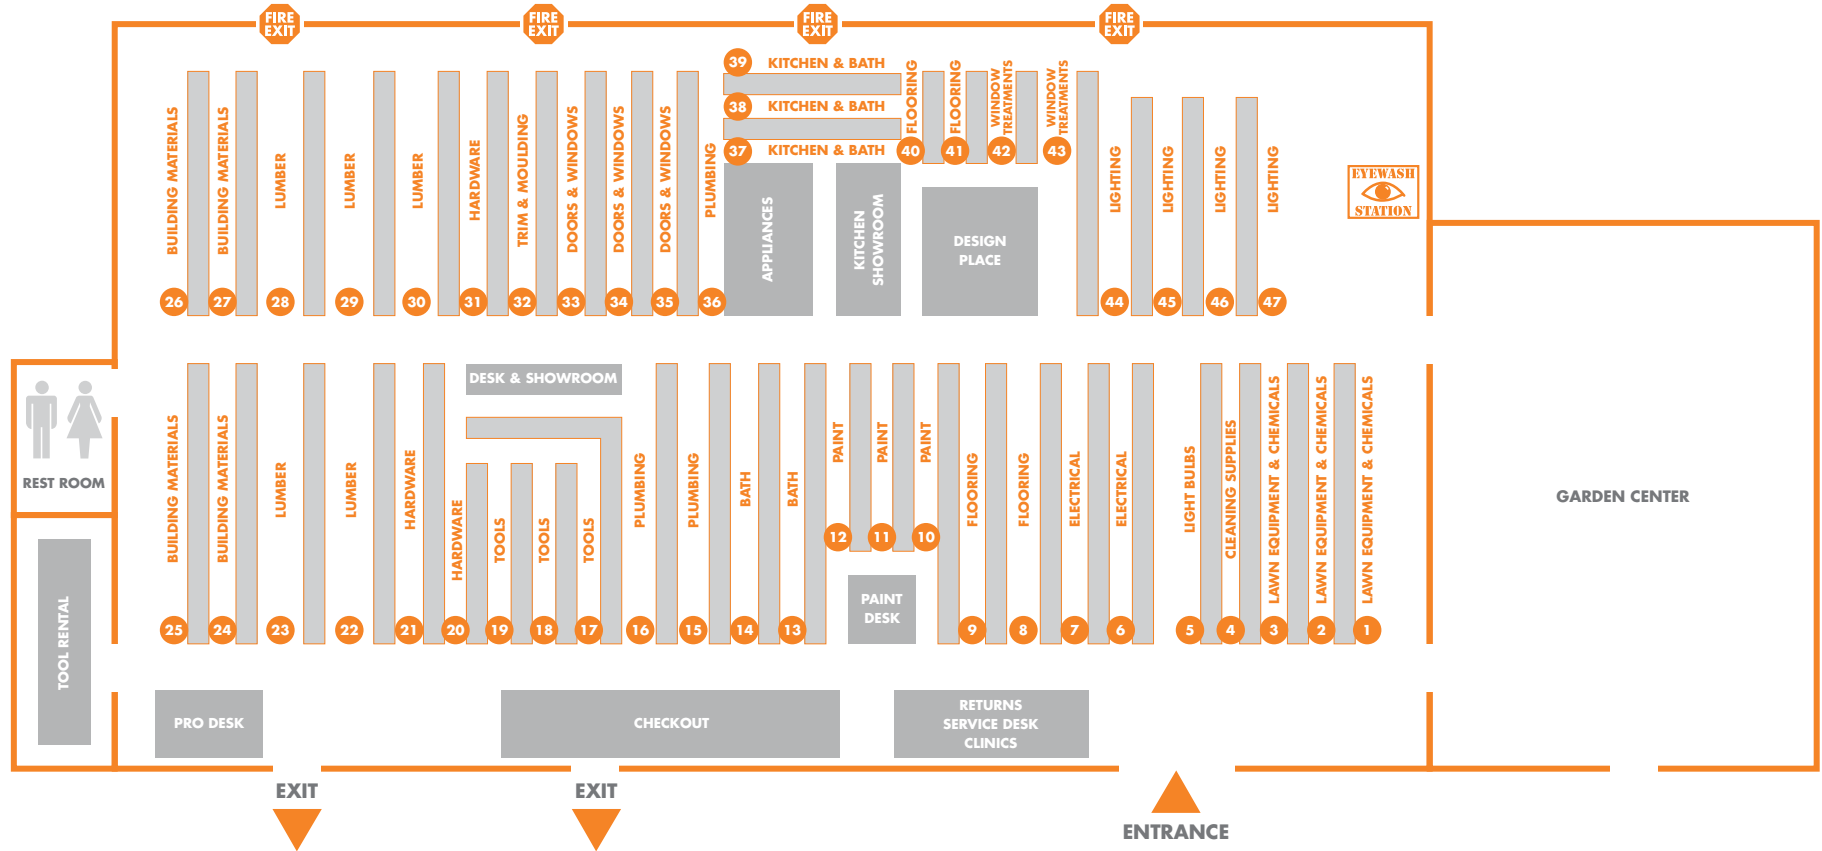 FIRE
EXIT
FIRE
EXIT
FIRE
EXIT
FIRE
EXIT
BUILDING MATERIALS
26
BUILDING MATERIALS
27
LUMBER
28
LUMBER
29
LUMBER
30
HARDWARE
31
TRIM & MOULDING
32
DOORS & WINDOWS
33
DOORS & WINDOWS
34
DOORS & WINDOWS
35
PLUMBING
36
39 KITCHEN & BATH
38 KITCHEN & BATH
37 KITCHEN & BATH
FLOORING
40
FLOORING
41
WINDOW
TREATMENTS
42
WINDOW
TREATMENTS
43
APPLIANCES
KITCHEN
SHOWROOM
DESIGN
PLACE
LIGHTING
44
LIGHTING
45
LIGHTING
46
LIGHTING
47
EYEWASH
STATION
REST ROOM
TOOL RENTAL
BUILDING MATERIALS
25
BUILDING MATERIALS
24
LUMBER
23
LUMBER
22
HARDWARE
21
HARDWARE
20
DESK & SHOWROOM
TOOLS
19
TOOLS
18
TOOLS
17
PLUMBING
16
PLUMBING
15
BATH
14
BATH
13
PAINT
12
PAINT
11
PAINT
10
PAINT
DESK
FLOORING
9
FLOORING
8
ELECTRICAL
7
ELECTRICAL
6
LIGHT BULBS
5
CLEANING SUPPLIES
4
LAWN EQUIPMENT & CHEMICALS
3
LAWN EQUIPMENT & CHEMICALS
2
LAWN EQUIPMENT & CHEMICALS
1
GARDEN CENTER
PRO DESK
CHECKOUT
RETURNS
SERVICE DESK
CLINICS
EXIT
EXIT
ENTRANCE